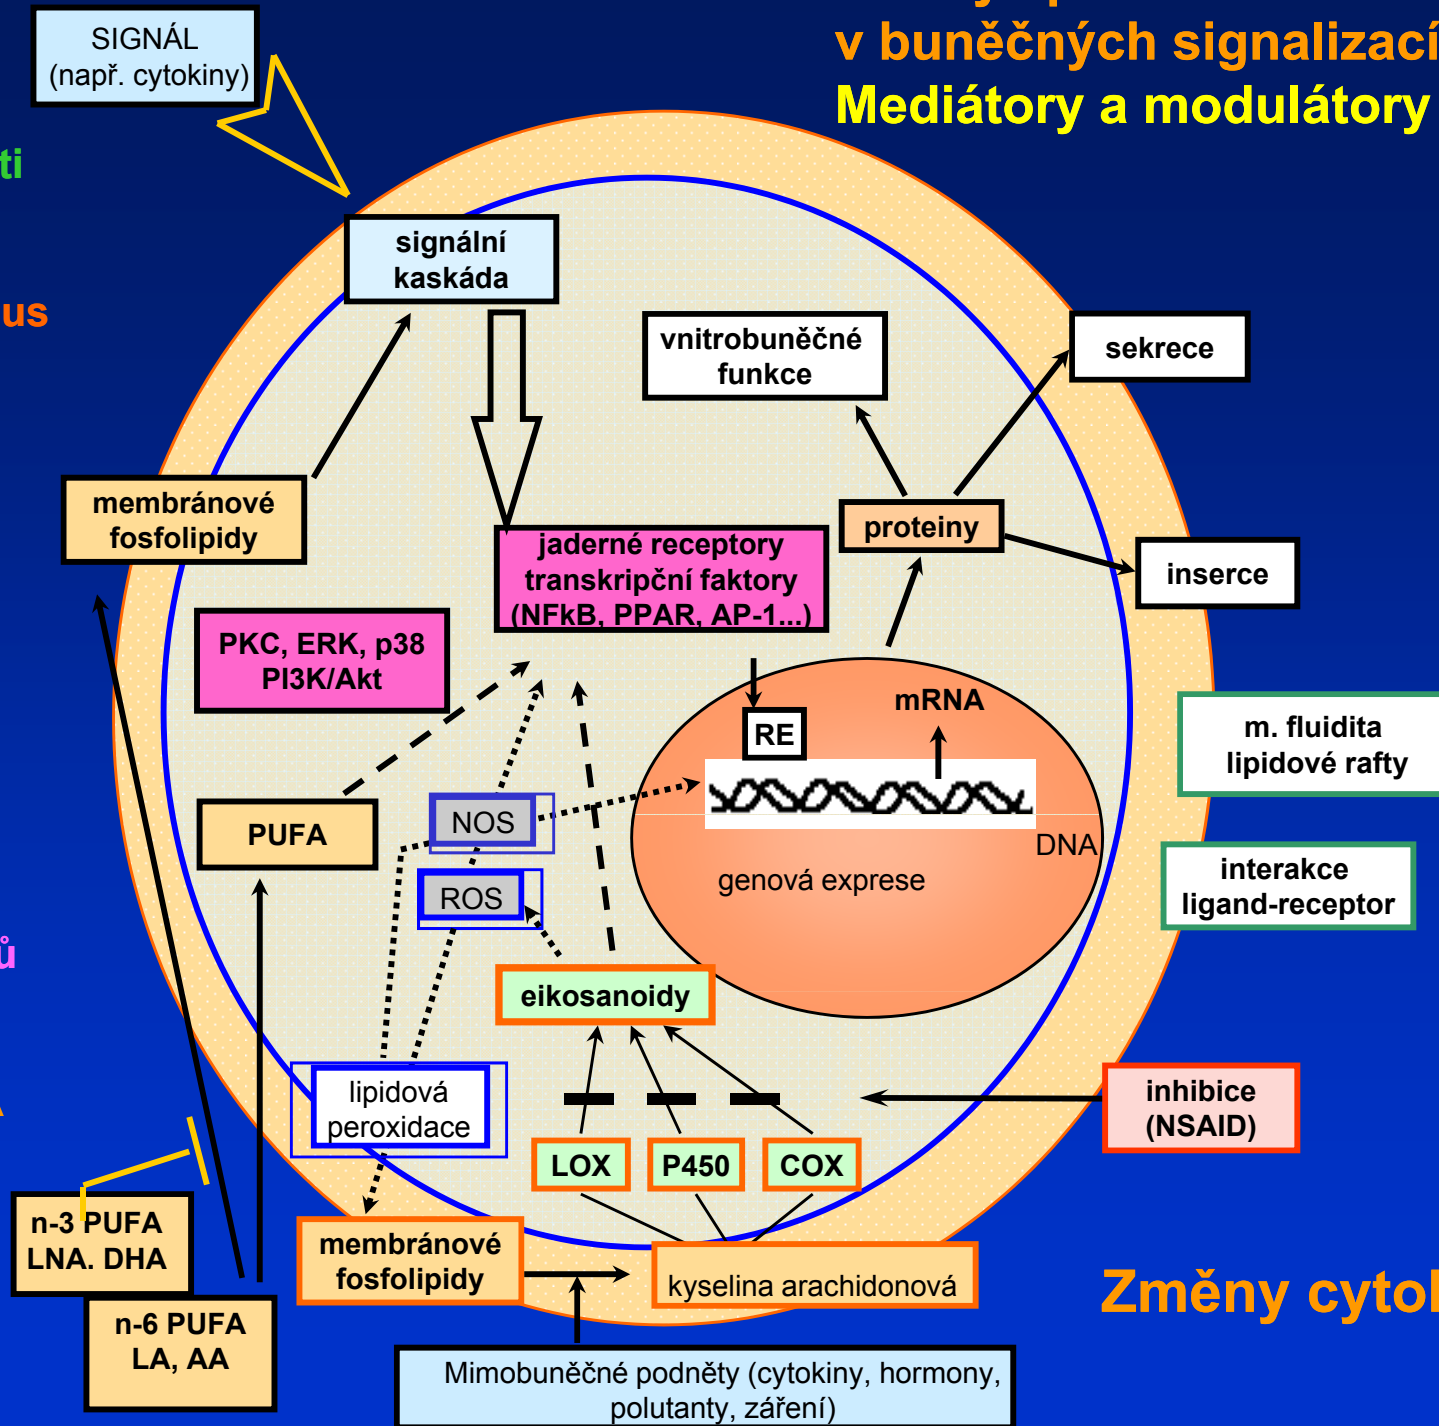 v buněčných signalizací
Mediátory a modulátory
SIGNÁL
(např. cytokiny)
ti
us
signální
kaskáda
vnitrobuněčné
funkce
sekrece
membránové
fosfolipidy
jaderné receptory
transkripční faktory
(NFkB, PPAR, AP-1...)
proteiny
inserce
PKC, ERK, p38
PI3K/Akt
mRNA
RE
m. fluidita
lipidové rafty
PUFA
NOS
DNA
ROS
genová exprese
interakce
ligand-receptor
ů
eikosanoidy
lipidová
peroxidace
inhibice
(NSAID)
LOX
P450
COX
n-3 PUFA
LNA. DHA
membránové
fosfolipidy
kyselina arachidonová
Změny cytol
n-6 PUFA
LA, AA
Mimobuněčné podněty (cytokiny, hormony,
polutanty, záření)